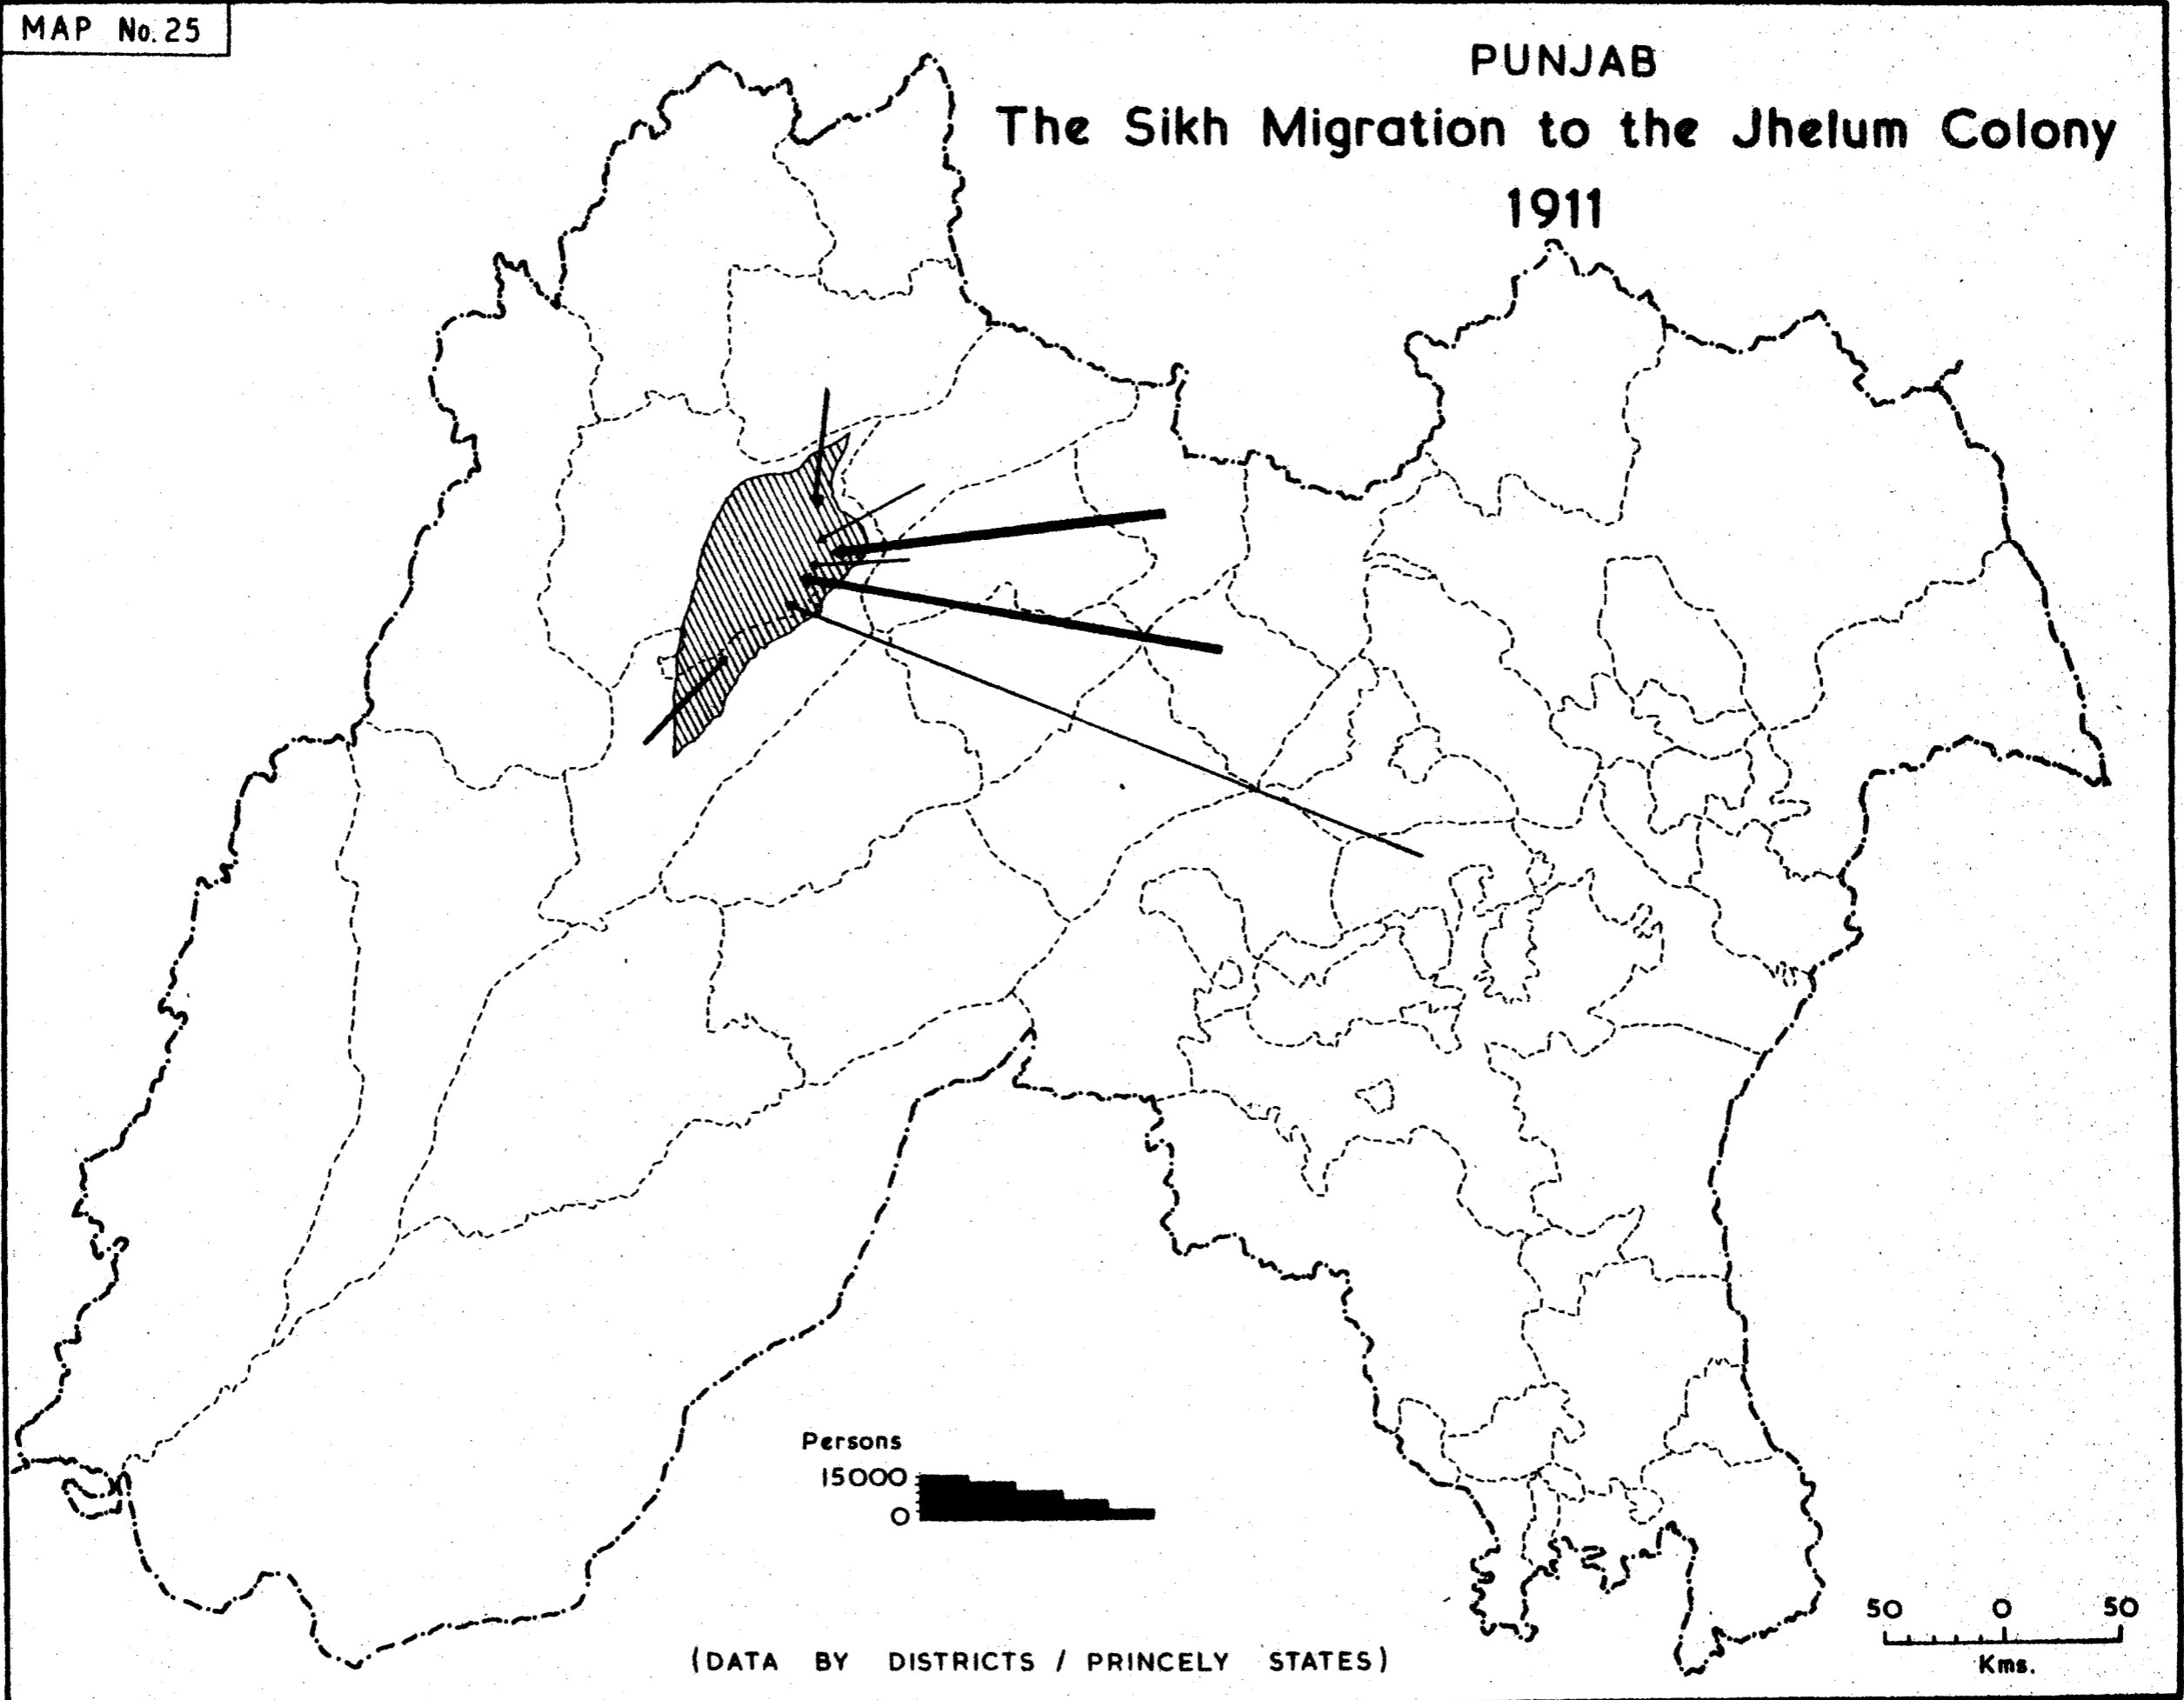 MAP No. 25
PUNJAB
The Sikh Migration to the Jhelum Colony
1911
Persons
15000
0
(DATA BY DISTRICTS / PRINCELY STATES)
50 0 50
Kms.